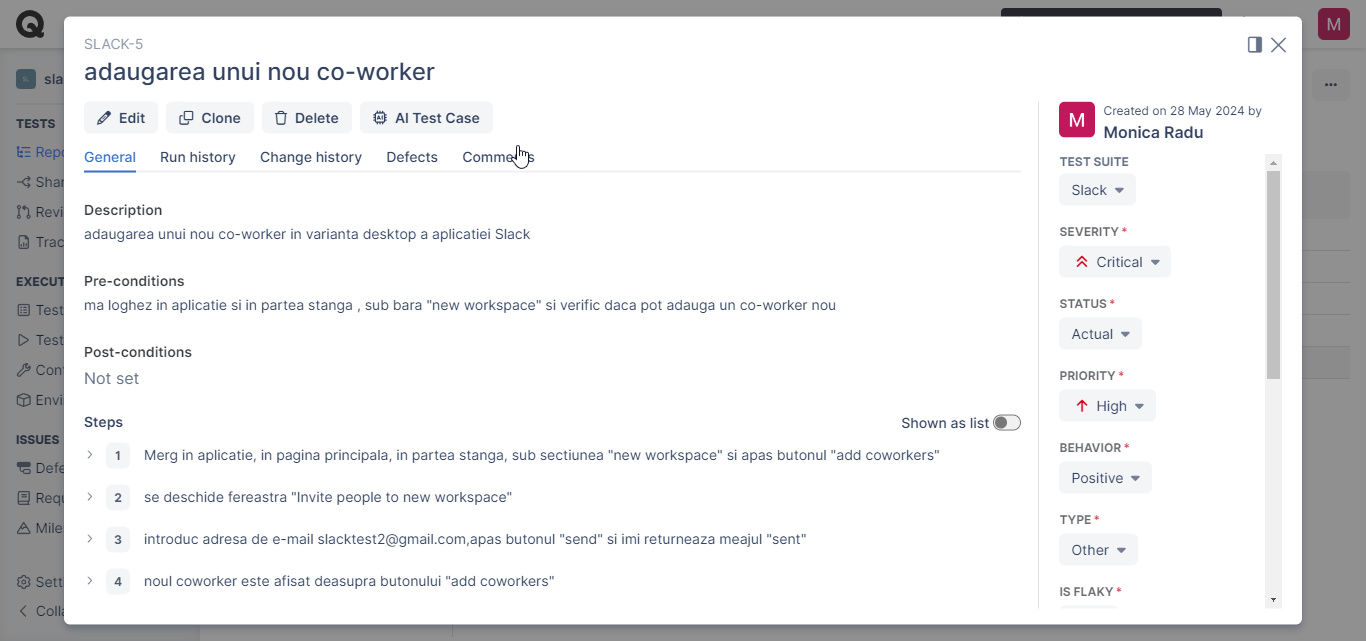 SLACK-5
adaugarea unui nou co-worker
Edit
Clone
Delete
AI Test Case
General
Run history
Change history
Defects
Description
adaugarea unui nou co-worker in varianta desktop a aplicatiei Slack
Pre-conditions
ma loghez in aplicatie si in partea stanga , sub bara "new workspace" si verific daca pot adauga un co-worker nou
Post-conditions
Not set
Steps
Shown as list
1 Merg in aplicatie, in pagina principala, in partea stanga, sub sectiunea "new workspace" si apas butonul "add coworkers"
2 se deschide fereastra "Invite people to new workspace"
3 introduc adresa de e-mail slacktest2@gmail.com,apas butonul "send" si imi returneaza meajul "sent"
4 noul coworker este afisat deasupra butonului "add coworkers"
M
Created on 28 May 2024 by
Monica Radu
TEST SUITE
Slack
SEVERITY *
Critical
STATUS *
Actual
PRIORITY *
High
BEHAVIOR *
Positive
TYPE *
Other
IS FLAKY *
M
TESTS
EXECUT
Test
Test
ISSUES